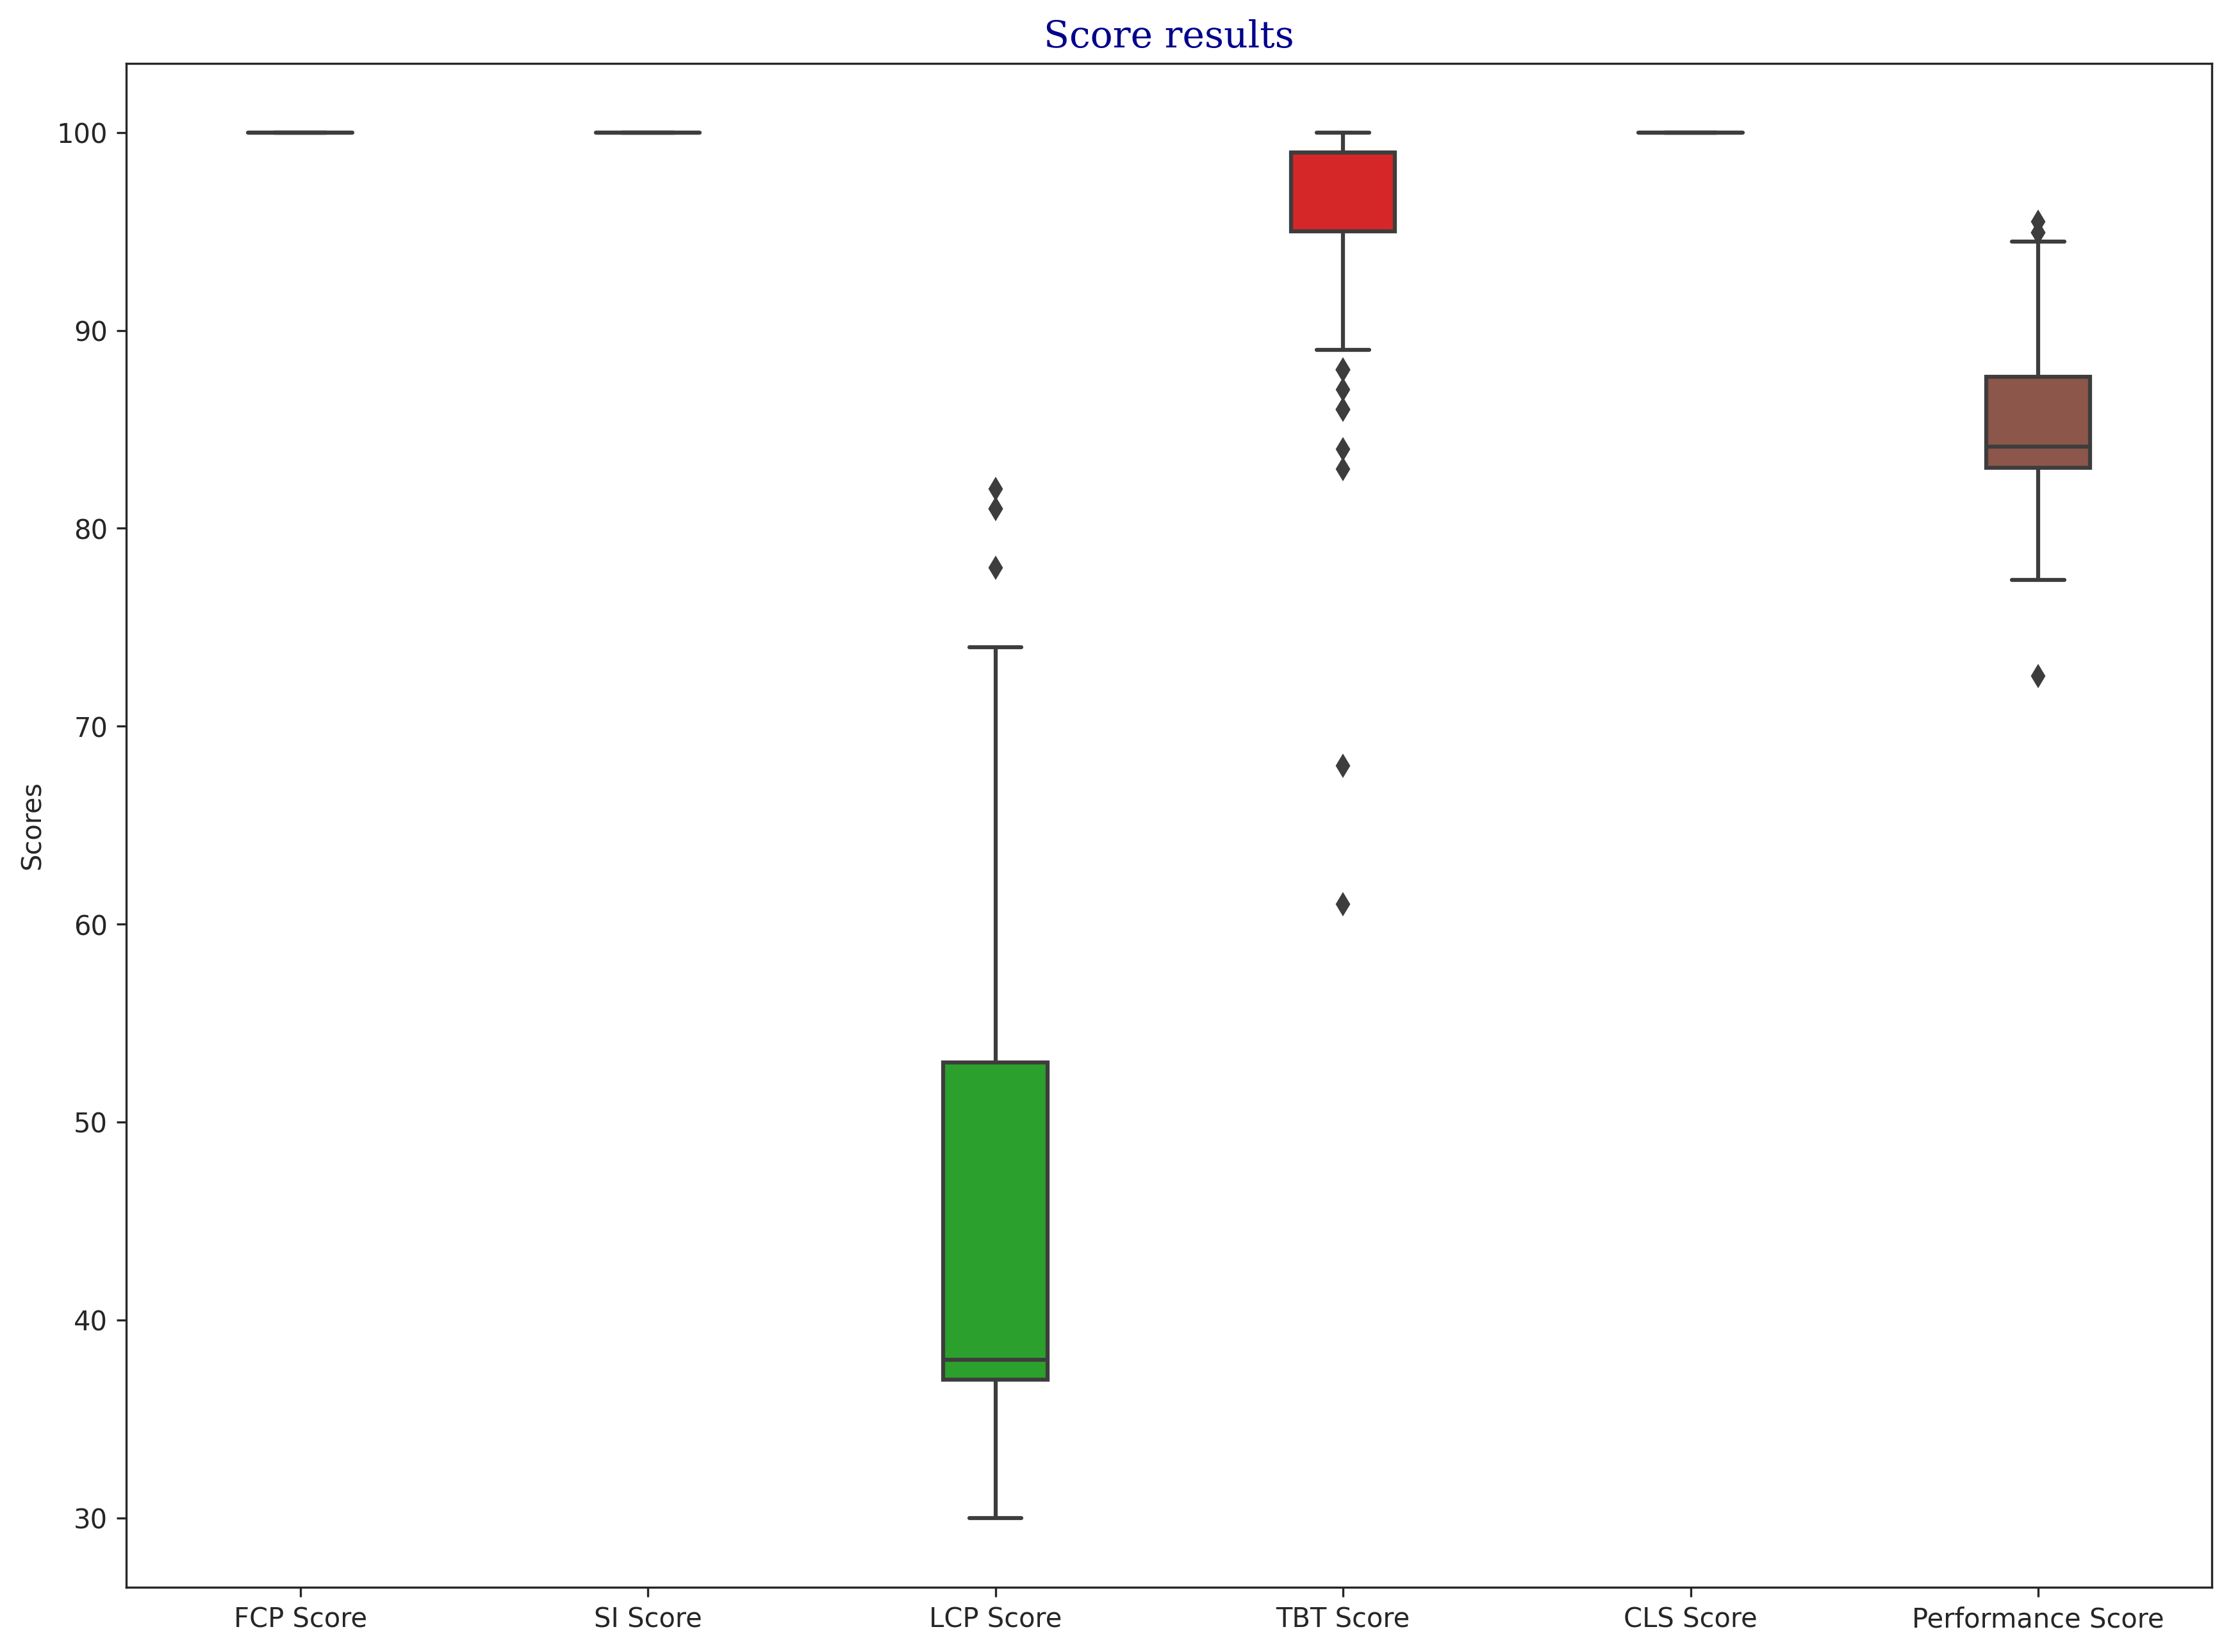 Score results
100
90
80
70
60
50
40
30
Scores
FCP Score
SI Score
LCP Score
TBT Score
CLS Score
Performance Score